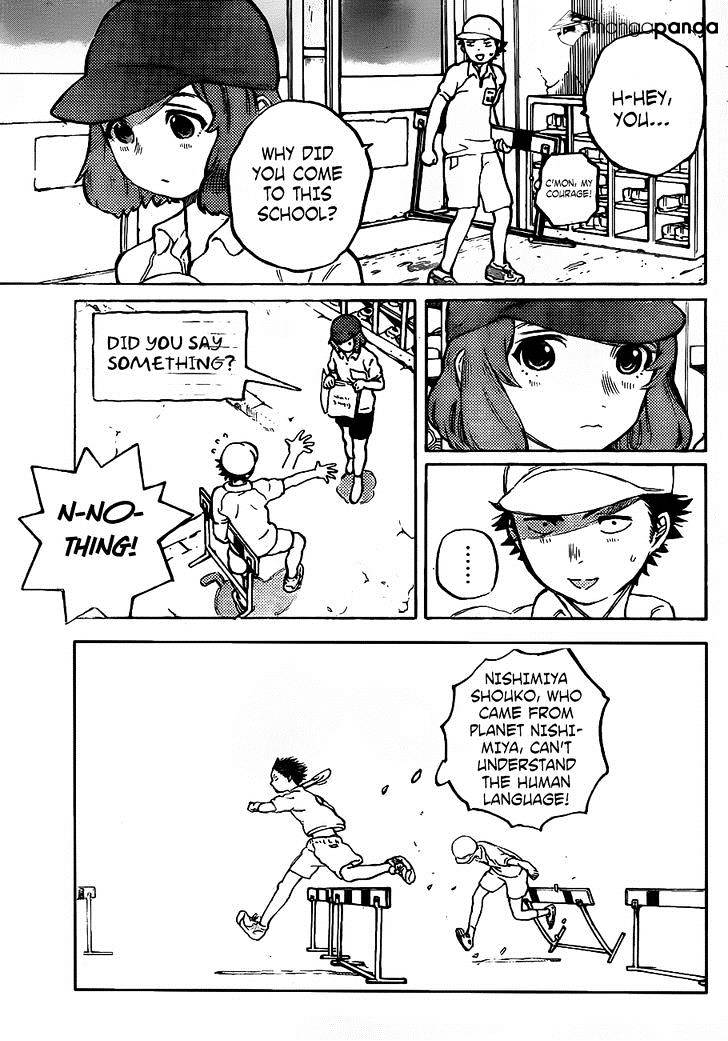 mangapanga
H-HEY,
YOU...
C'MON, MY
COURAGE!
WHY DID
YOU COME
TO THIS
SCHOOL?
DID YOU SAY
SOMETHING?
N-NO-
THING!
......
NISHIMIYA
SHOUKO, WHO
CAME FROM
PLANET NISHI-
MIYA, CAN'T
UNDERSTAND
THE HUMAN
LANGUAGE!